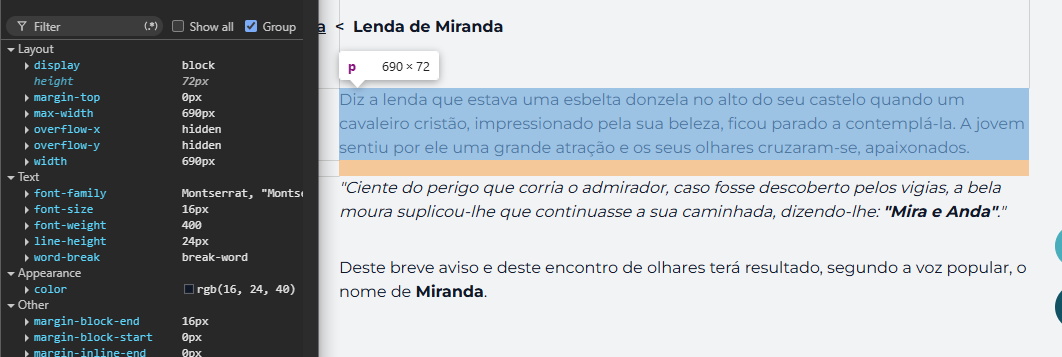 Filter (.*) Show all Group
Layout
display block
height 72px
margin-top 0px
max-width 690px
overflow-x hidden
overflow-y hidden
width 690px
Text
font-family Montserrat, "Montse
font-size 16px
font-weight 400
line-height 24px
word-break break-word
Appearance
color rgb(16, 24, 40)
Other
margin-block-end 16px
margin-block-start 0px
margin-inline-end 0px
a < Lenda de Miranda
p 690 × 72
Diz a lenda que estava uma esbelta donzela no alto do seu castelo quando um
cavaleiro cristão, impressionado pela sua beleza, ficou parado a contemplá-la. A jovem
sentiu por ele uma grande atração e os seus olhares cruzaram-se, apaixonados.
"Ciente do perigo que corria o admirador, caso fosse descoberto pelos vigias, a bela
moura suplicou-lhe que continuasse a sua caminhada, dizendo-lhe: "Mira e Anda"."
Deste breve aviso e deste encontro de olhares terá resultado, segundo a voz popular, o
nome de Miranda.